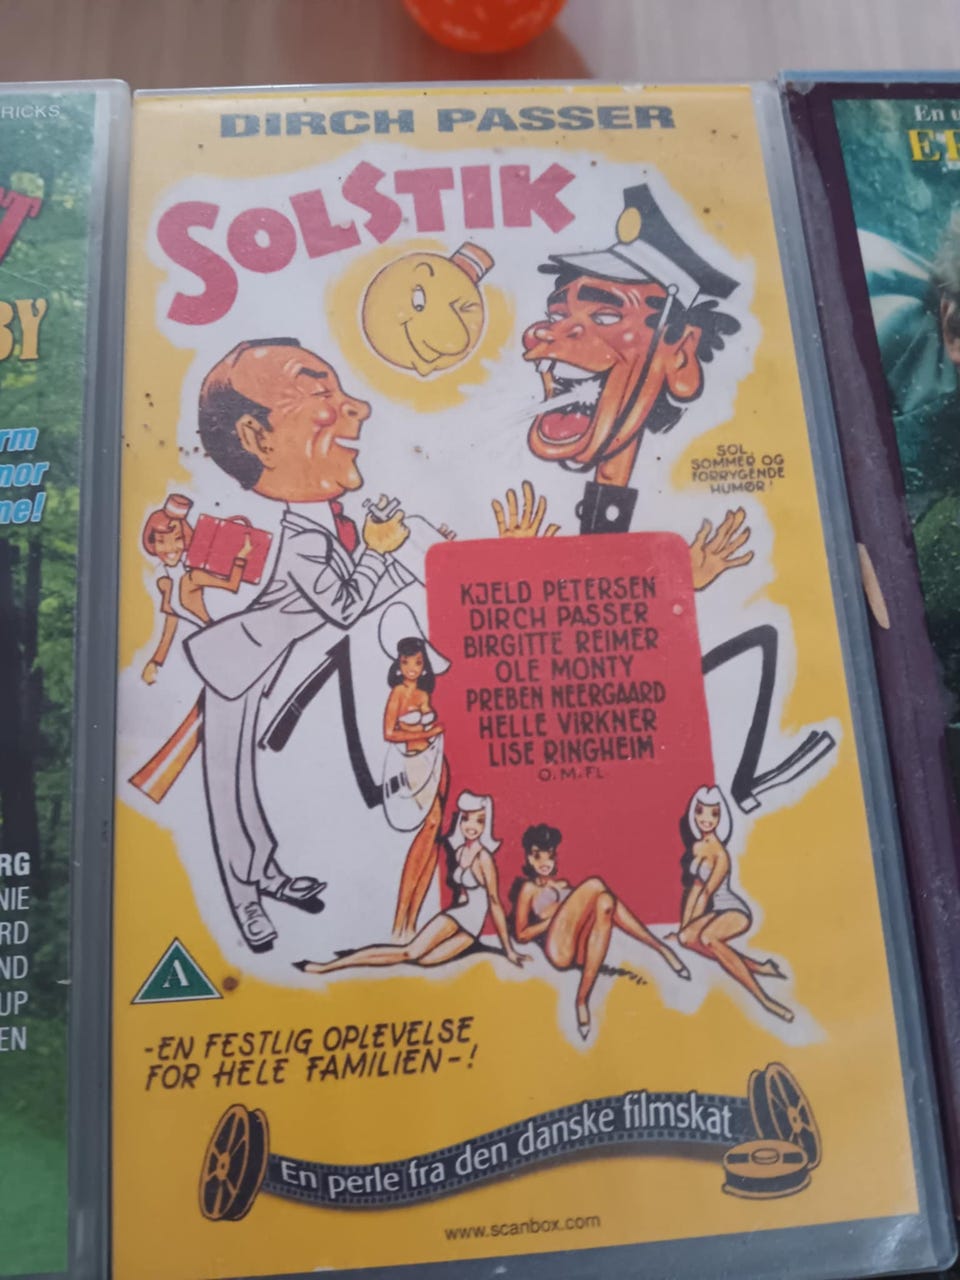 RICKS
BY
rm
mor
ne!
RG
NIE
RD
ND
UP
EN
DIRCH PASSER
SOLSTIK
SOL,
SOMMER OG
FORRYGENDE
HUMØR!
KJELD PETERSEN
DIRCH PASSER
BIRGITTE REIMER
OLE MONTY
PREBEN NEERGAARD
HELLE VIRKNER
LISE RINGHEIM
O.M.FL.
A
-EN FESTLIG OPLEVELSE
FOR HELE FAMILIEN-!
En perle fra den danske filmskat
www.scanbox.com
En u